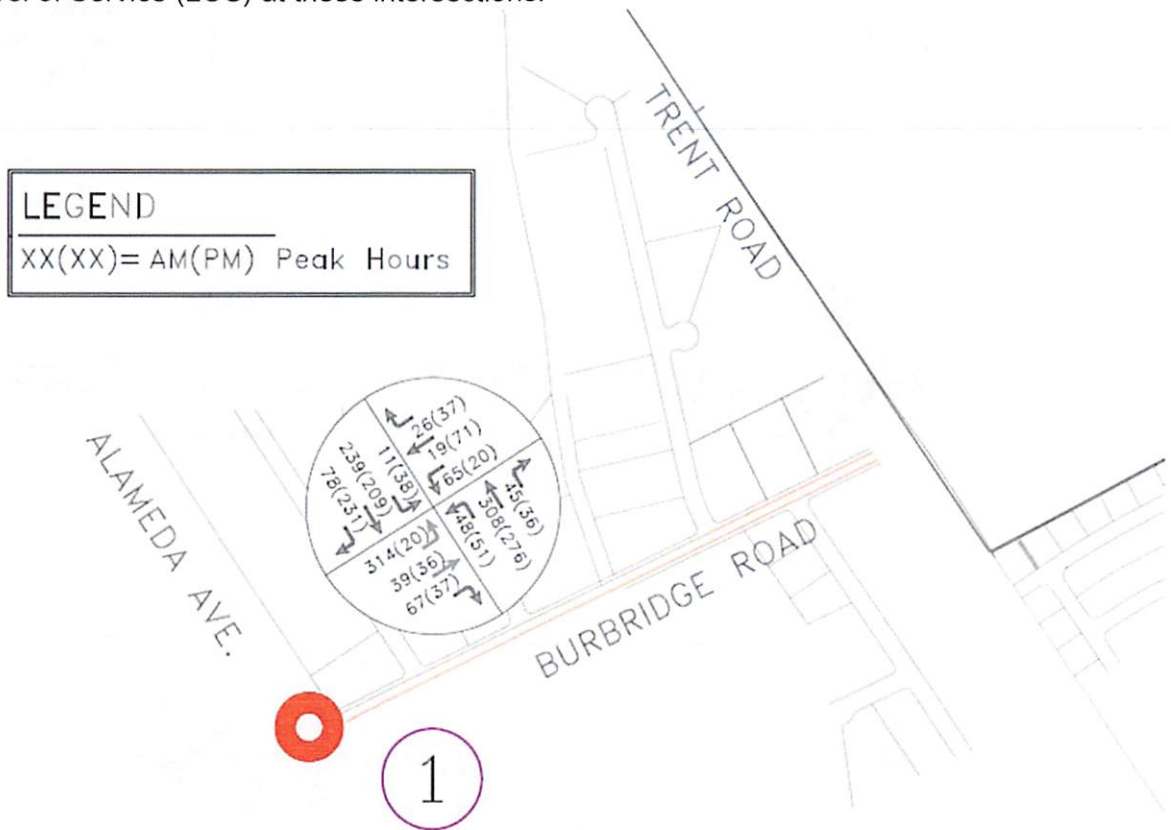 Level of Service (LOS) at these intersections.
TRENT ROAD
LEGEND
XX(XX)= AM(PM) Peak Hours
ALAMEDA AVE.
26(37)
19(71)
65(20)
11(38)
239(209)
78(231)
45(36)
308(276)
48(51)
314(20)
39(36)
67(37)
BURBRIDGE ROAD
1